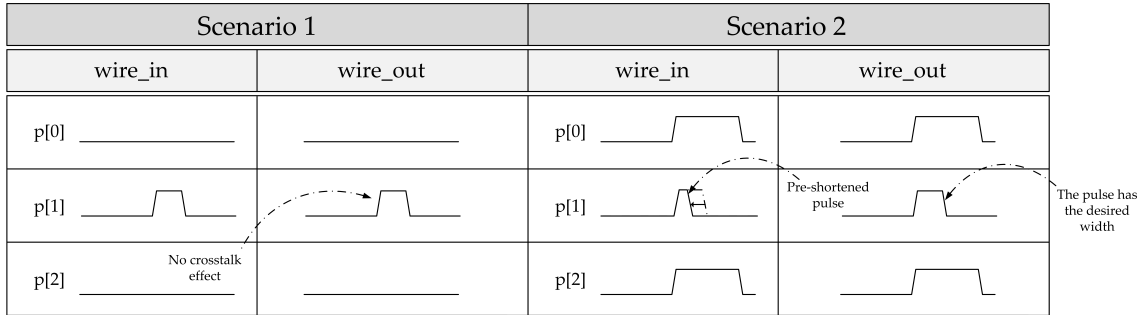 Scenario 1
Scenario 2
wire_in
wire_out
wire_in
wire_out
p[0]
p[0]
p[1]
p[1]
Pre-shortened
pulse
The pulse has
the desired
width
No crosstalk
effect
p[2]
p[2]